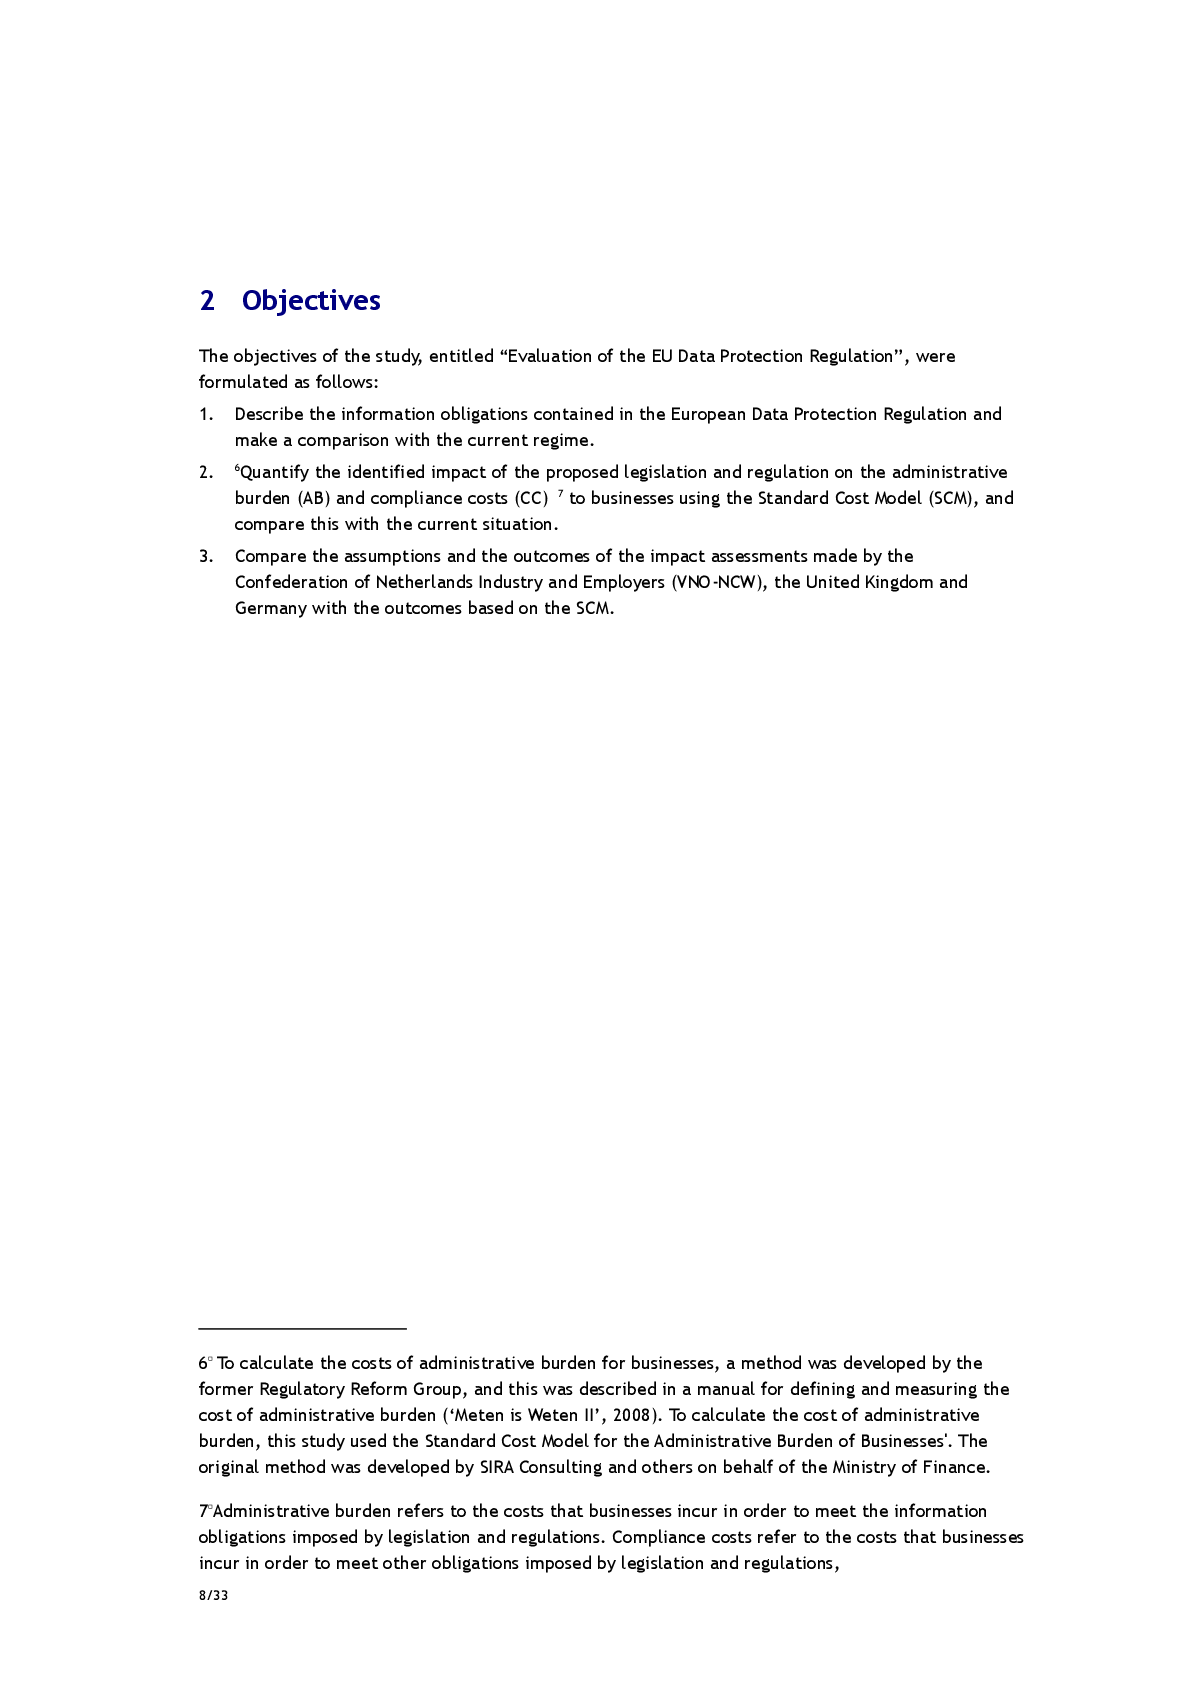 2 Objectives
The objectives of the study, entitled “Evaluation of the EU Data Protection Regulation”, were
formulated as follows:
1. Describe the information obligations contained in the European Data Protection Regulation and
make a comparison with the current regime.
2. ⁶Quantify the identified impact of the proposed legislation and regulation on the administrative
burden (AB) and compliance costs (CC) ⁷ to businesses using the Standard Cost Model (SCM), and
compare this with the current situation.
3. Compare the assumptions and the outcomes of the impact assessments made by the
Confederation of Netherlands Industry and Employers (VNO-NCW), the United Kingdom and
Germany with the outcomes based on the SCM.
6 To calculate the costs of administrative burden for businesses, a method was developed by the
former Regulatory Reform Group, and this was described in a manual for defining and measuring the
cost of administrative burden (‘Meten is Weten II’, 2008). To calculate the cost of administrative
burden, this study used the Standard Cost Model for the Administrative Burden of Businesses'. The
original method was developed by SIRA Consulting and others on behalf of the Ministry of Finance.
7 Administrative burden refers to the costs that businesses incur in order to meet the information
obligations imposed by legislation and regulations. Compliance costs refer to the costs that businesses
incur in order to meet other obligations imposed by legislation and regulations,
8/33